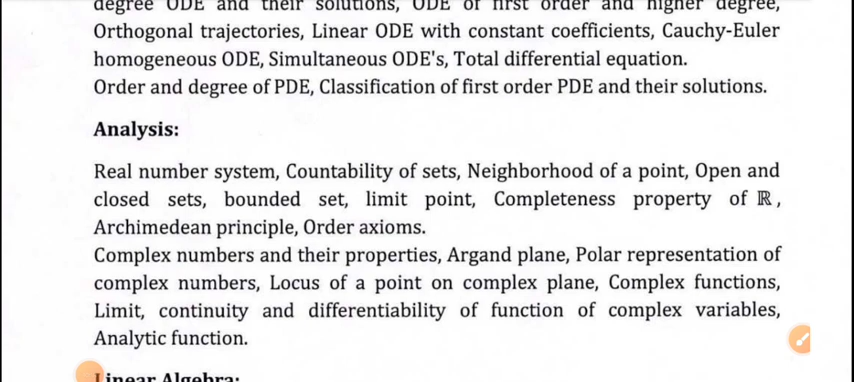 degree ODE and their solutions, ODE of first order and higher degree,
Orthogonal trajectories, Linear ODE with constant coefficients, Cauchy-Euler
homogeneous ODE, Simultaneous ODE's, Total differential equation.
Order and degree of PDE, Classification of first order PDE and their solutions.
Analysis:
Real number system, Countability of sets, Neighborhood of a point, Open and
closed sets, bounded set, limit point, Completeness property of ℝ,
Archimedean principle, Order axioms.
Complex numbers and their properties, Argand plane, Polar representation of
complex numbers, Locus of a point on complex plane, Complex functions,
Limit, continuity and differentiability of function of complex variables,
Analytic function.
Linear Algebra: